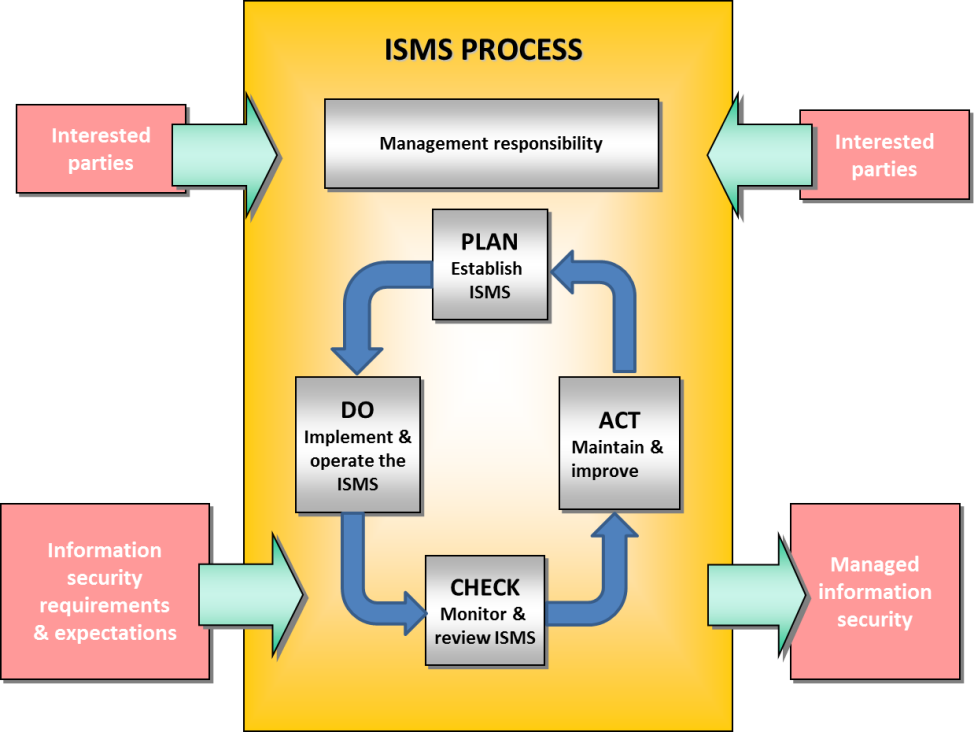 ISMS PROCESS
Interested
parties
Management responsibility
Interested
parties
PLAN
Establish
ISMS
DO
Implement &
operate the
ISMS
ACT
Maintain &
improve
Information
security
requirements
& expectations
CHECK
Monitor &
review ISMS
Managed
information
security